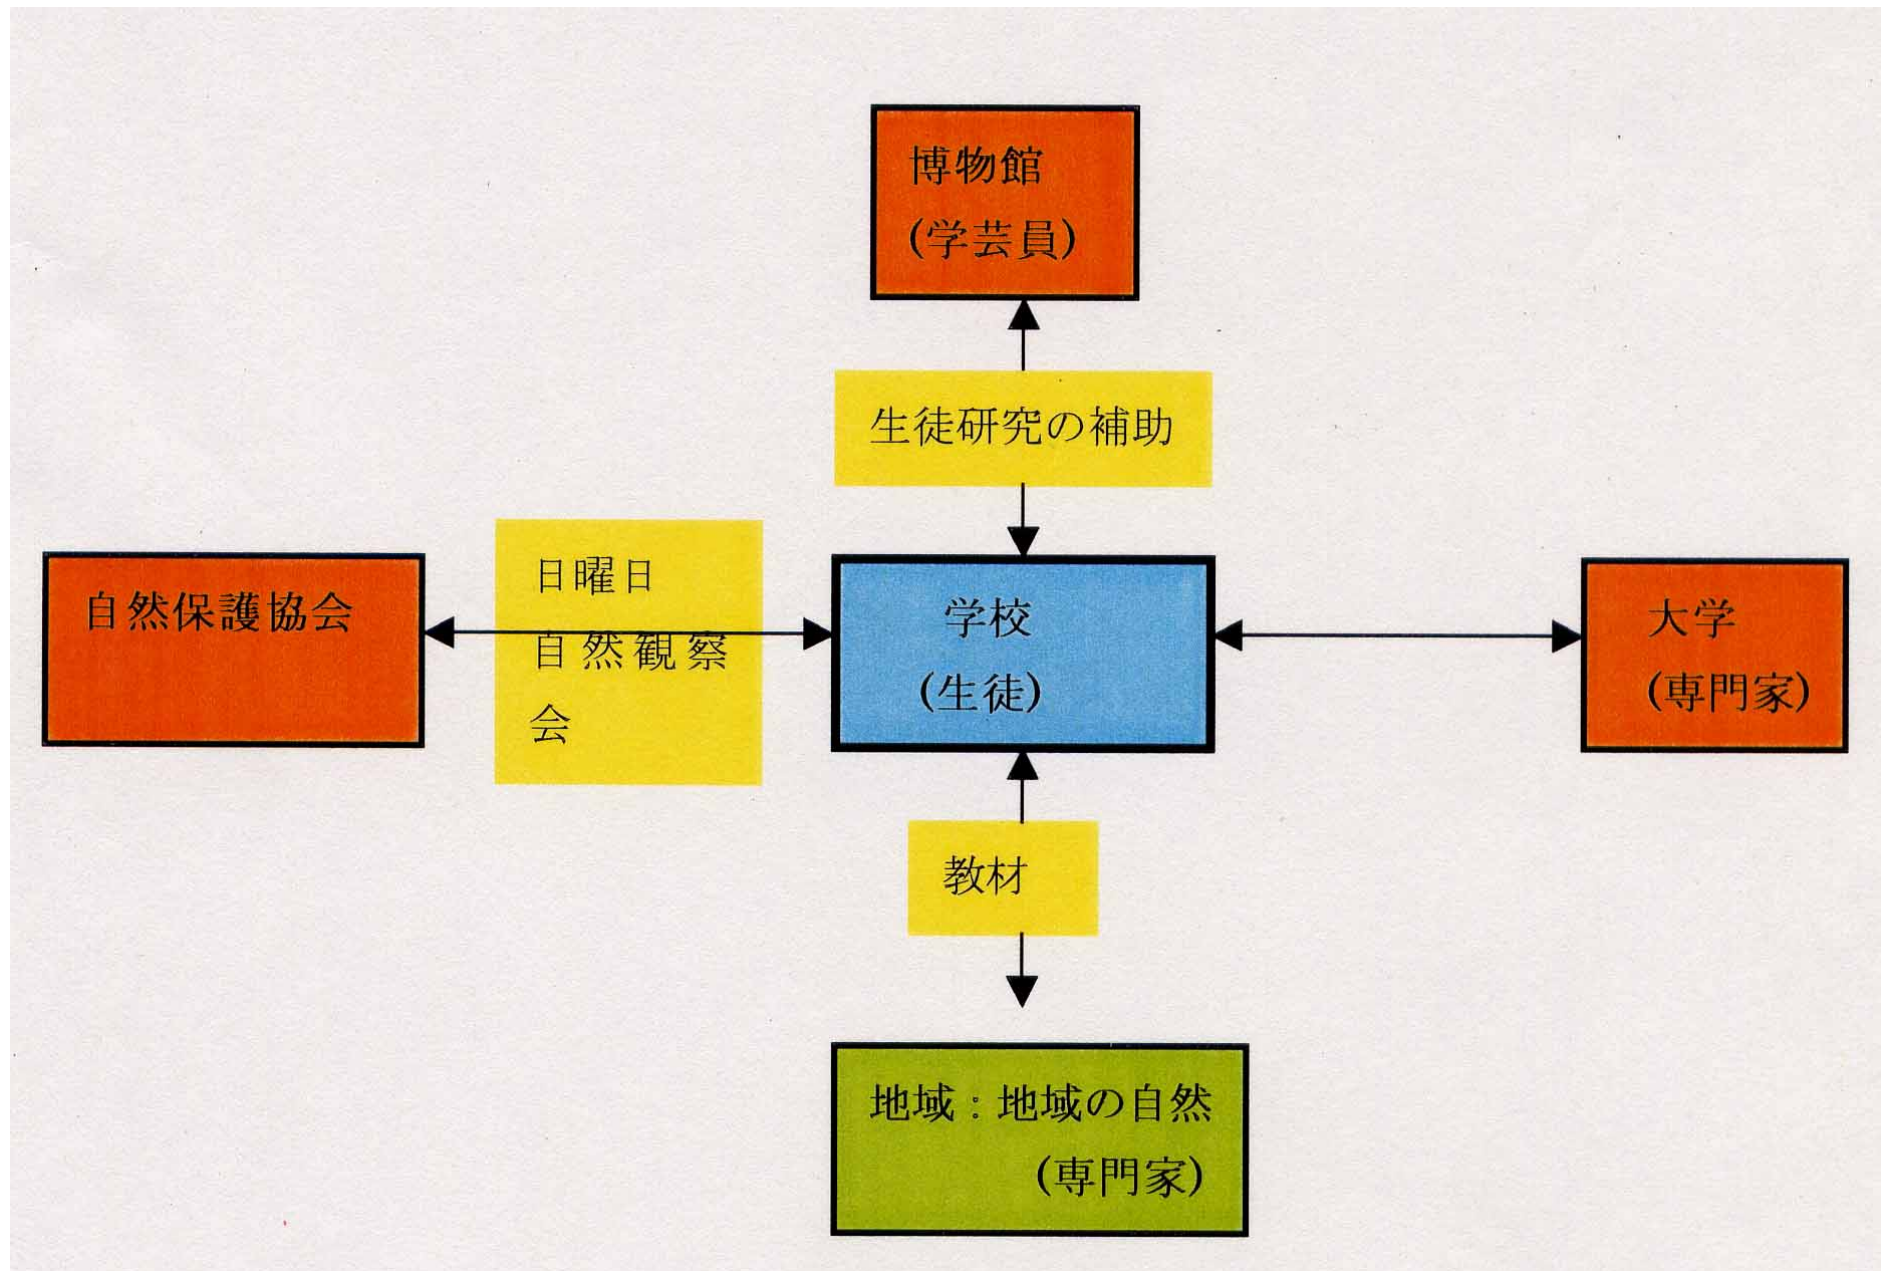 博物館
(学芸員)
生徒研究の補助
日曜日
自然観察
会
自然保護協会
学校
(生徒)
大学
(専門家)
教材
地域：地域の自然
(専門家)